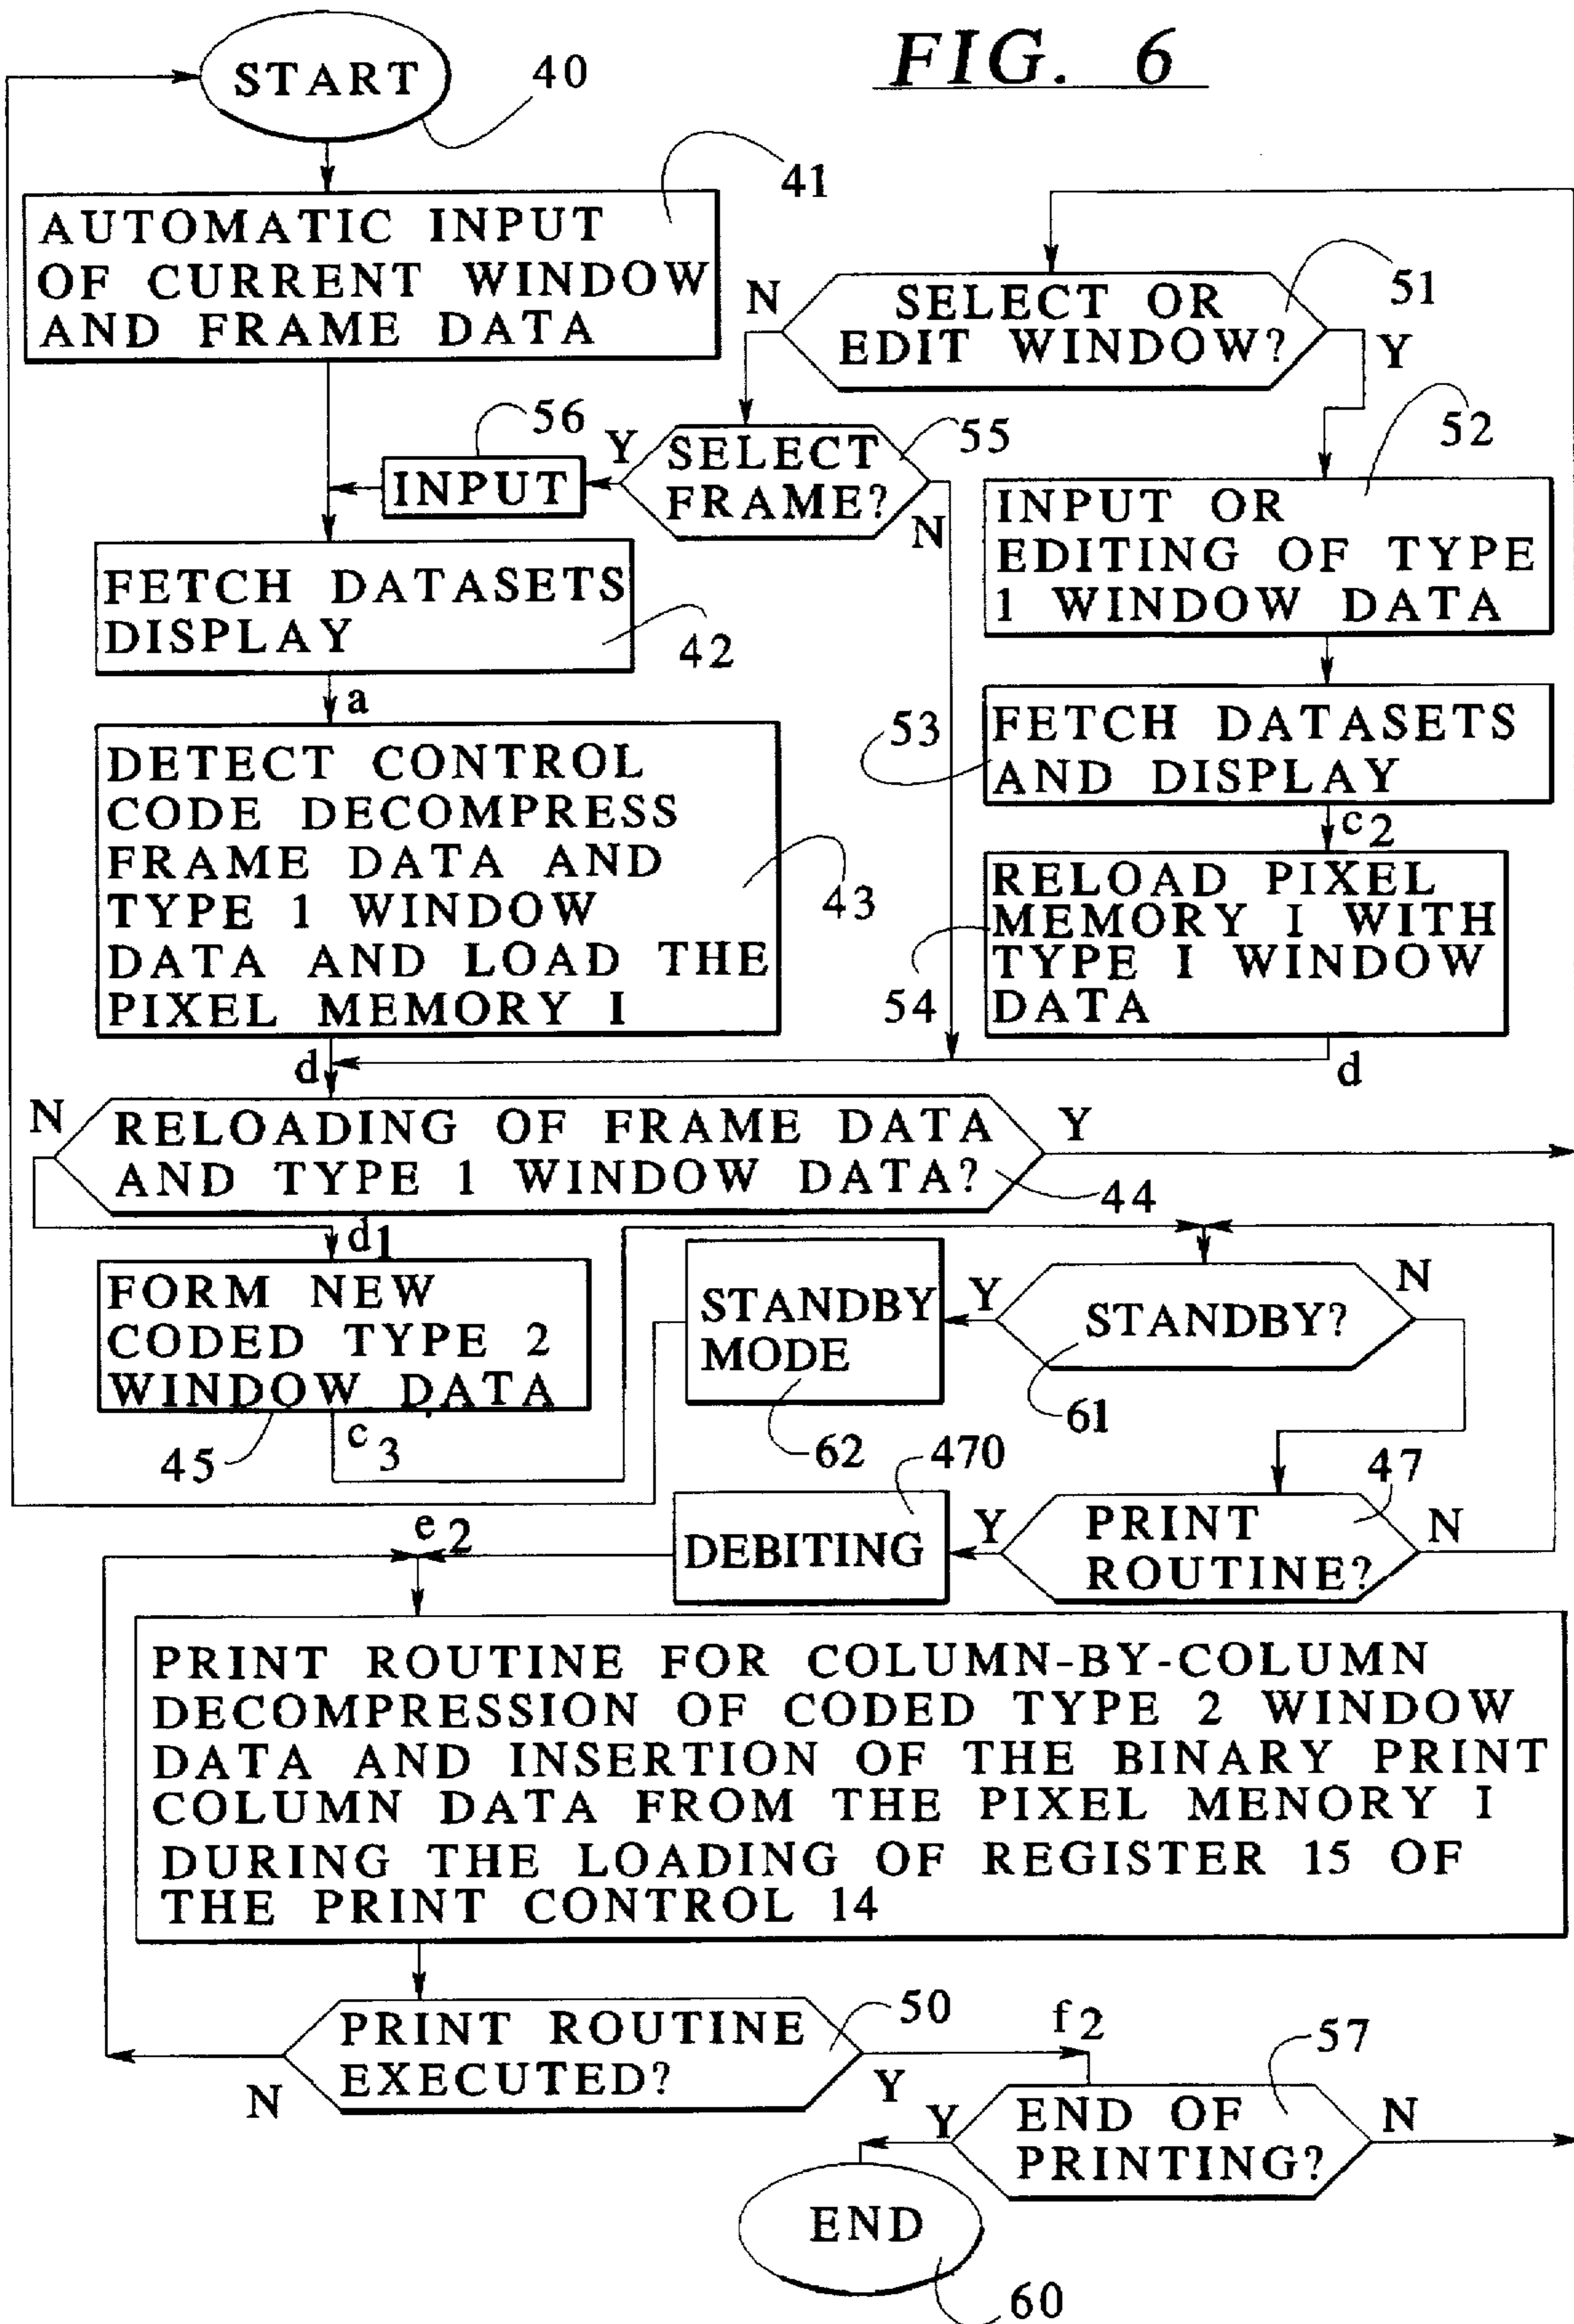 FIG. 6
START
40
AUTOMATIC INPUT
OF CURRENT WINDOW
AND FRAME DATA
41
SELECT OR
EDIT WINDOW?
51
N
Y
56
INPUT
Y
SELECT
FRAME?
55
N
52
INPUT OR
EDITING OF TYPE
1 WINDOW DATA
FETCH DATASETS
DISPLAY
42
a
53
FETCH DATASETS
AND DISPLAY
c2
DETECT CONTROL
CODE DECOMPRESS
FRAME DATA AND
TYPE 1 WINDOW
DATA AND LOAD THE
PIXEL MEMORY I
43
RELOAD PIXEL
MEMORY I WITH
TYPE I WINDOW
DATA
54
d
d
N
RELOADING OF FRAME DATA
AND TYPE 1 WINDOW DATA?
Y
44
d1
FORM NEW
CODED TYPE 2
WINDOW DATA
45
c3
STANDBY
MODE
62
Y
STANDBY?
N
61
470
DEBITING
Y
PRINT
ROUTINE?
47
N
e2
PRINT ROUTINE FOR COLUMN-BY-COLUMN
DECOMPRESSION OF CODED TYPE 2 WINDOW
DATA AND INSERTION OF THE BINARY PRINT
COLUMN DATA FROM THE PIXEL MENORY I
DURING THE LOADING OF REGISTER 15 OF
THE PRINT CONTROL 14
PRINT ROUTINE
EXECUTED?
50
N
Y
f2
57
Y
END OF
PRINTING?
N
END
60